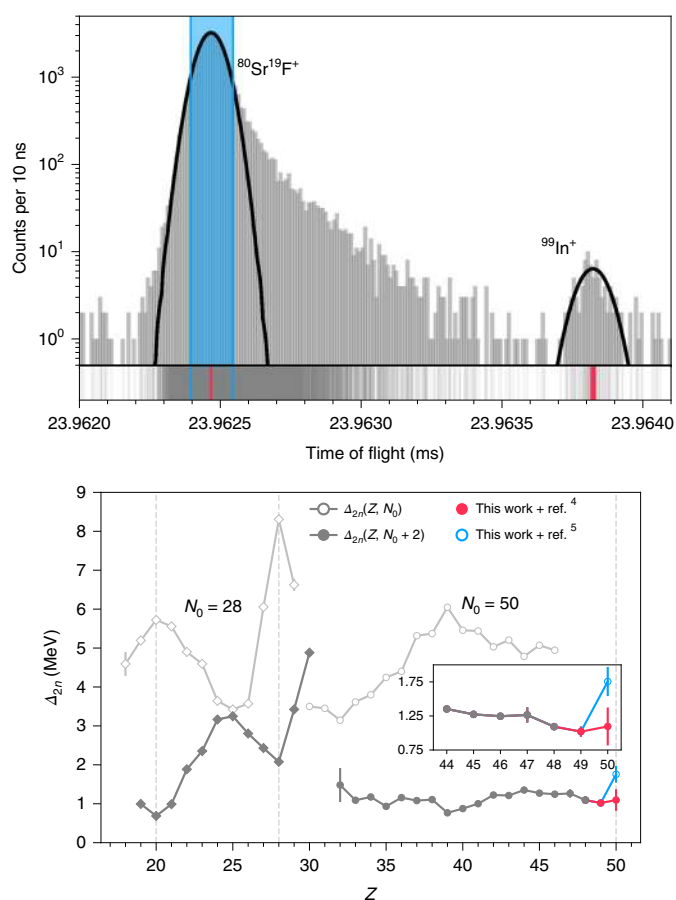 10³
10²
10¹
10⁰
Counts per 10 ns
⁸⁰Sr¹⁹F⁺
⁹⁹In⁺
23.9620 23.9625 23.9630 23.9635 23.9640
Time of flight (ms)
9
8
7
6
5
4
3
2
1
0
Δ₂ₙ (MeV)
Δ₂ₙ(Z, N₀)
Δ₂ₙ(Z, N₀ + 2)
This work + ref. ⁴
This work + ref. ⁵
N₀ = 28
N₀ = 50
1.75
1.25
0.75
44 45 46 47 48 49 50
20 25 30 35 40 45 50
Z